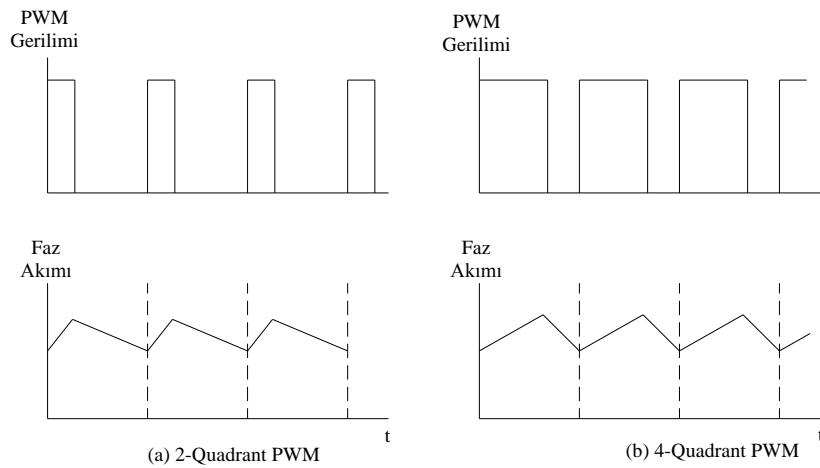 PWM
Gerilimi
PWM
Gerilimi
Faz
Akımı
Faz
Akımı
t
t
(a) 2-Quadrant PWM
(b) 4-Quadrant PWM